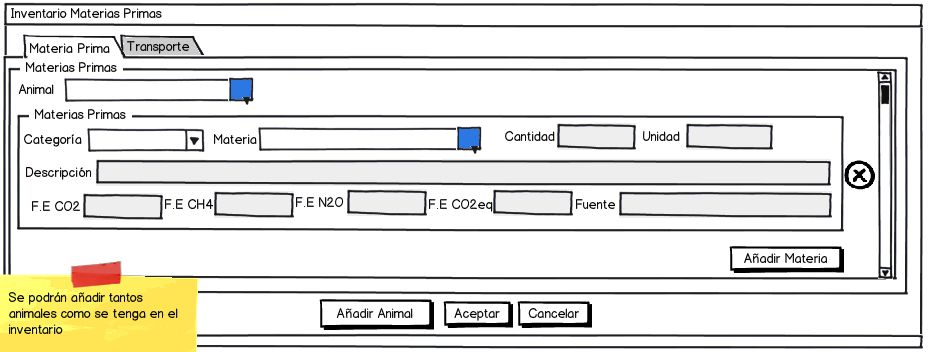 Inventario Materias Primas
Materia Prima Transporte
Materias Primas
Animal
Materias Primas
Categoría Materia Cantidad Unidad
Descripción
F.E CO2 F.E CH4 F.E N2O F.E CO2eq Fuente
Añadir Materia
Se podrán añadir tantos
animales como se tenga en el
inventario
Añadir Animal Aceptar Cancelar